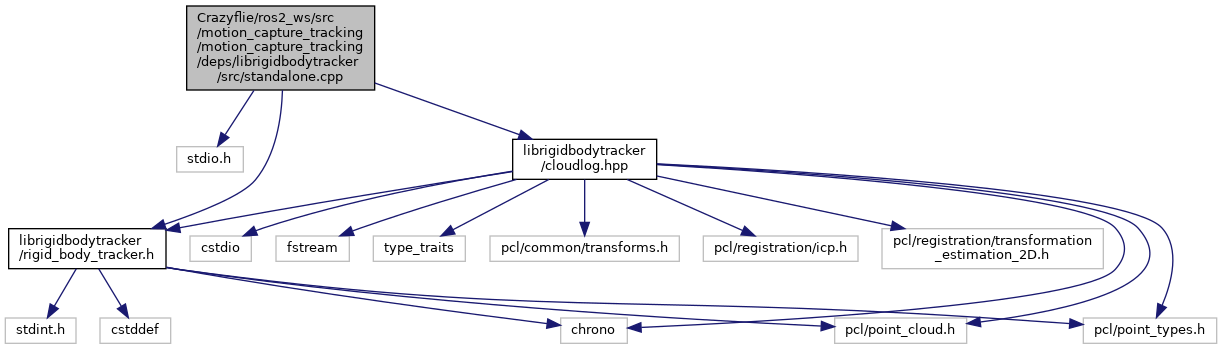 Crazyflie/ros2_ws/src
/motion_capture_tracking
/motion_capture_tracking
/deps/librigidbodytracker
/src/standalone.cpp
stdio.h
librigidbodytracker
/cloudlog.hpp
librigidbodytracker
/rigid_body_tracker.h
cstdio
fstream
type_traits
pcl/common/transforms.h
pcl/registration/icp.h
pcl/registration/transformation
_estimation_2D.h
stdint.h
cstddef
chrono
pcl/point_cloud.h
pcl/point_types.h